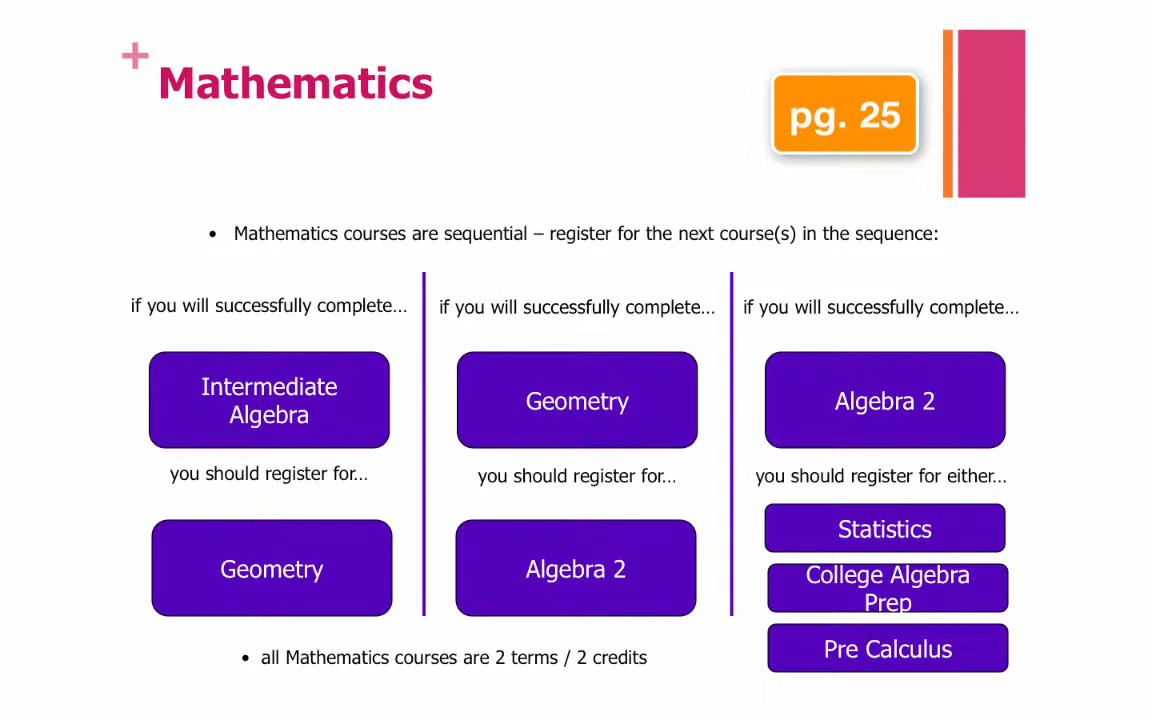 +
Mathematics
pg. 25
• Mathematics courses are sequential – register for the next course(s) in the sequence:
if you will successfully complete…
Intermediate
Algebra
you should register for…
Geometry
if you will successfully complete…
Geometry
you should register for…
Algebra 2
if you will successfully complete…
Algebra 2
you should register for either…
Statistics
College Algebra
Prep
Pre Calculus
• all Mathematics courses are 2 terms / 2 credits